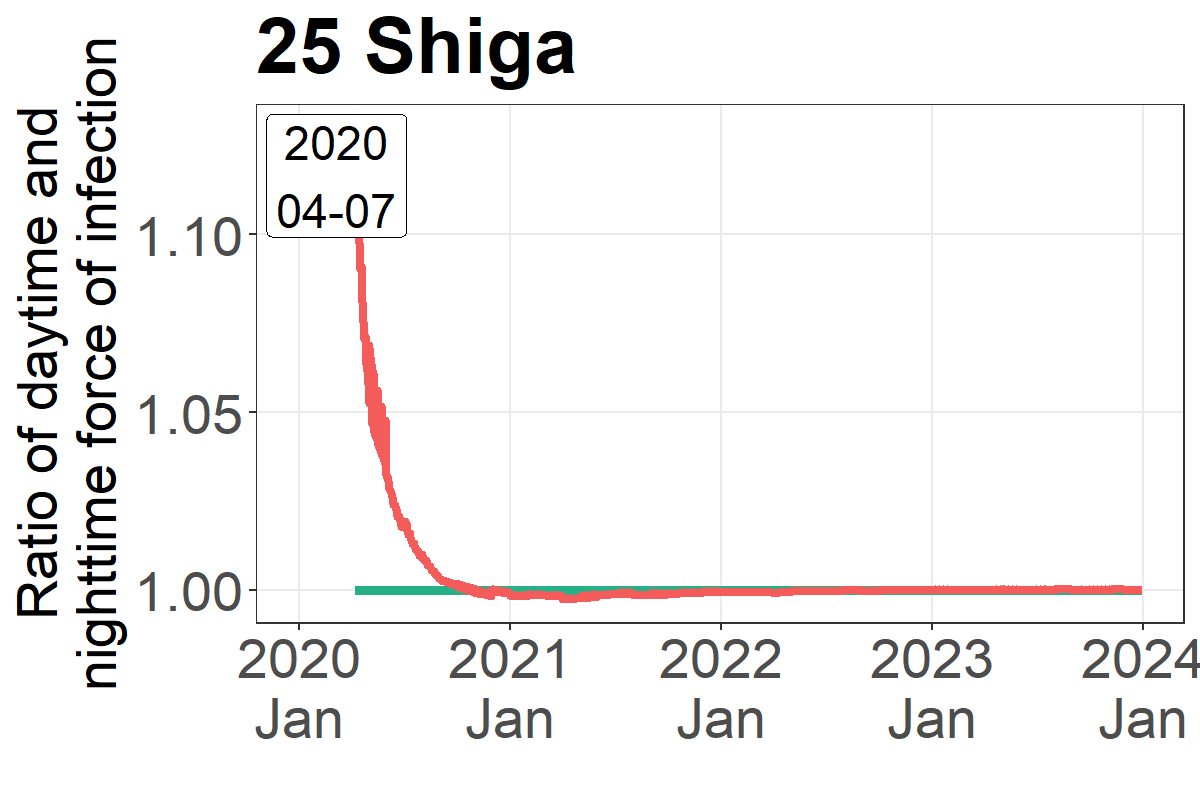 25 Shiga
Ratio of daytime and
nighttime force of infection
2020
04-07
1.10
1.05
1.00
2020
Jan
2021
Jan
2022
Jan
2023
Jan
2024
Jan